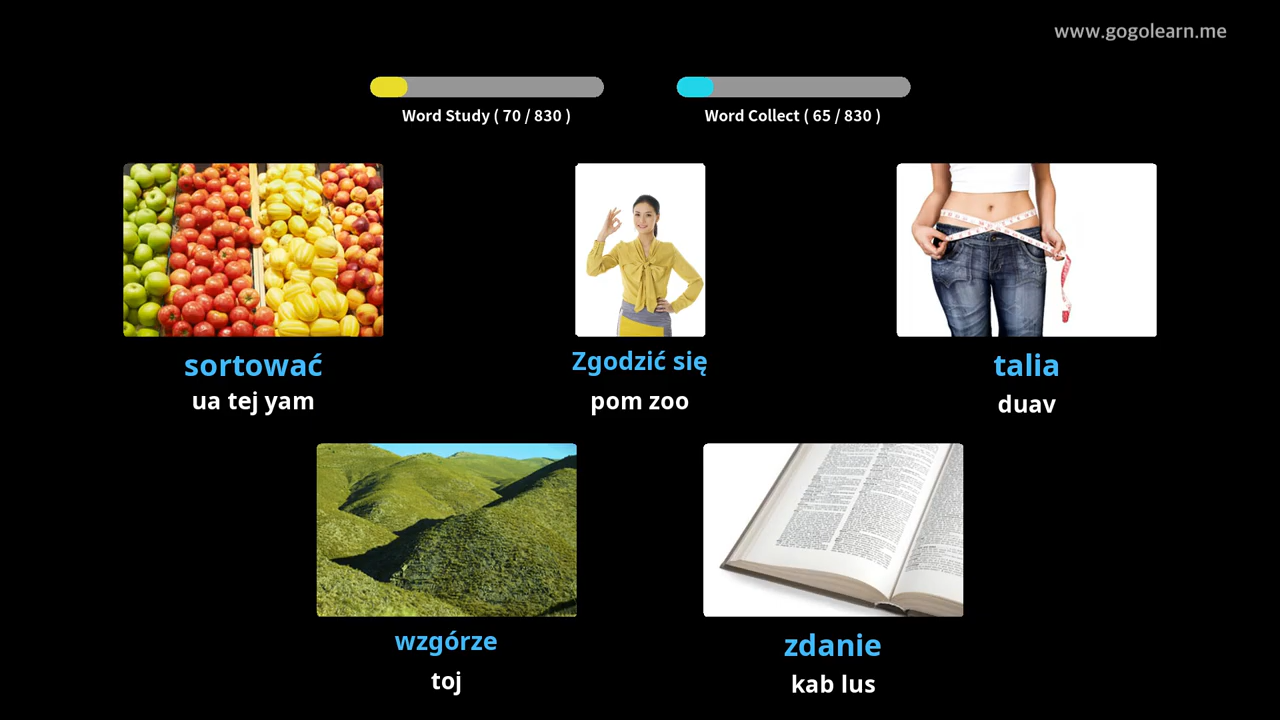 www.gogolearn.me
Word Study ( 70 / 830 )
Word Collect ( 65 / 830 )
sortować
ua tej yam
Zgodzić się
pom zoo
talia
duav
wzgórze
toj
zdanie
kab lus